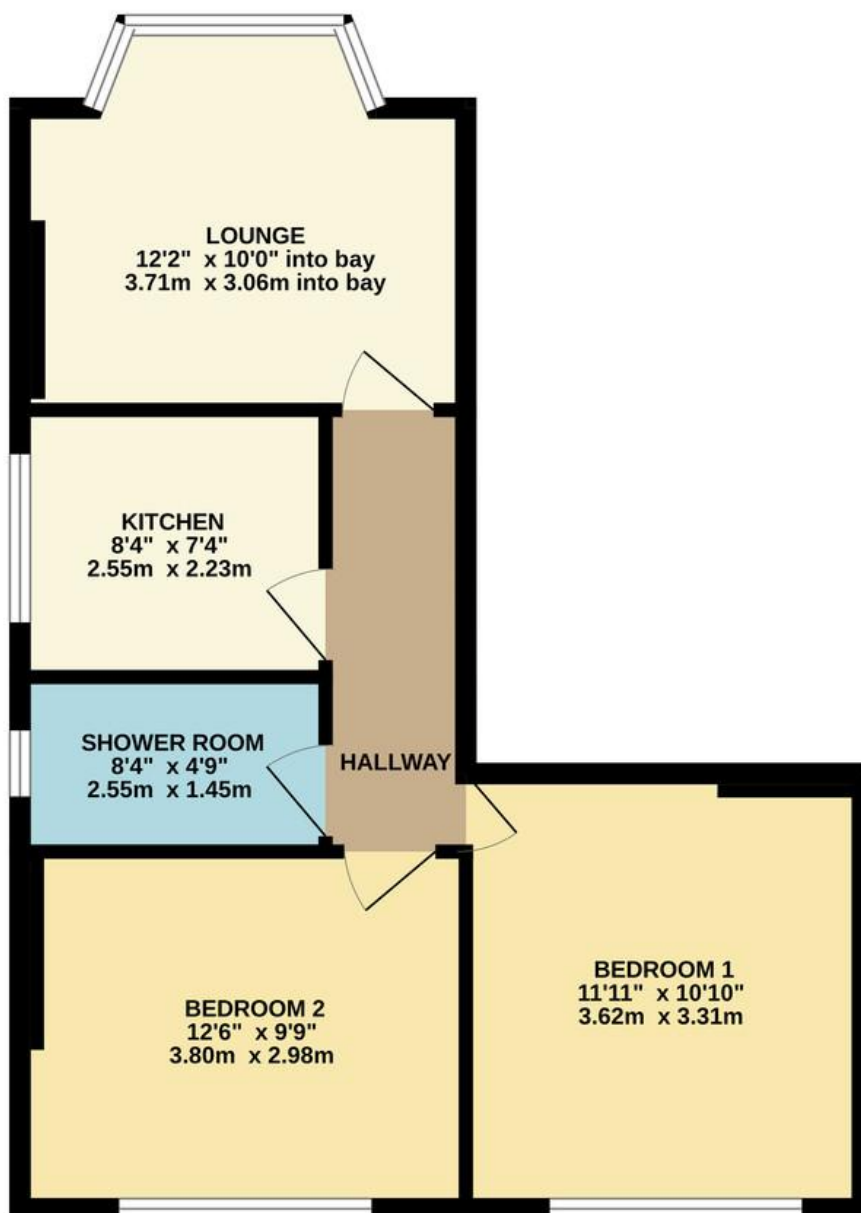 LOUNGE
12'2" x 10'0" into bay
3.71m x 3.06m into bay
KITCHEN
8'4" x 7'4"
2.55m x 2.23m
SHOWER ROOM
8'4" x 4'9"
2.55m x 1.45m
HALLWAY
BEDROOM 1
11'11" x 10'10"
3.62m x 3.31m
BEDROOM 2
12'6" x 9'9"
3.80m x 2.98m